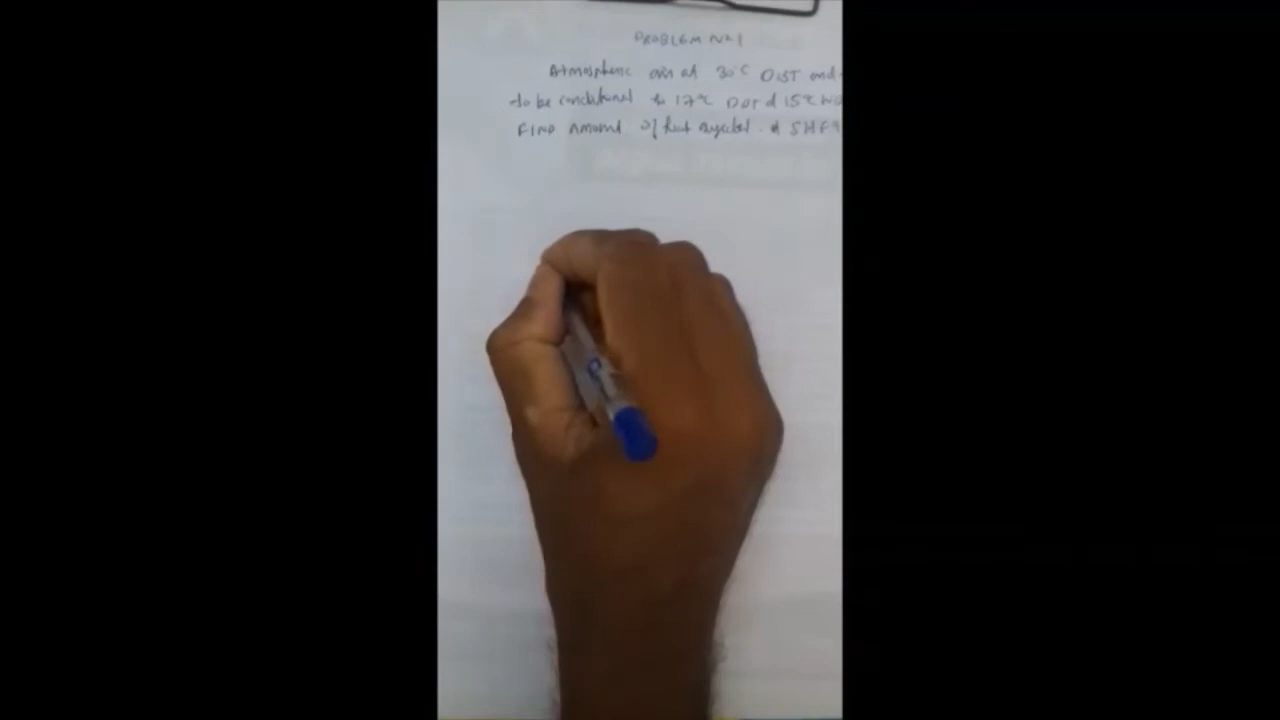 PROBLEM NO 1
Atmospheric air at 30°C DBT and
to be conditioned to 17°C DBT & 15°C WB
FIND Amount of heat rejected & SHF